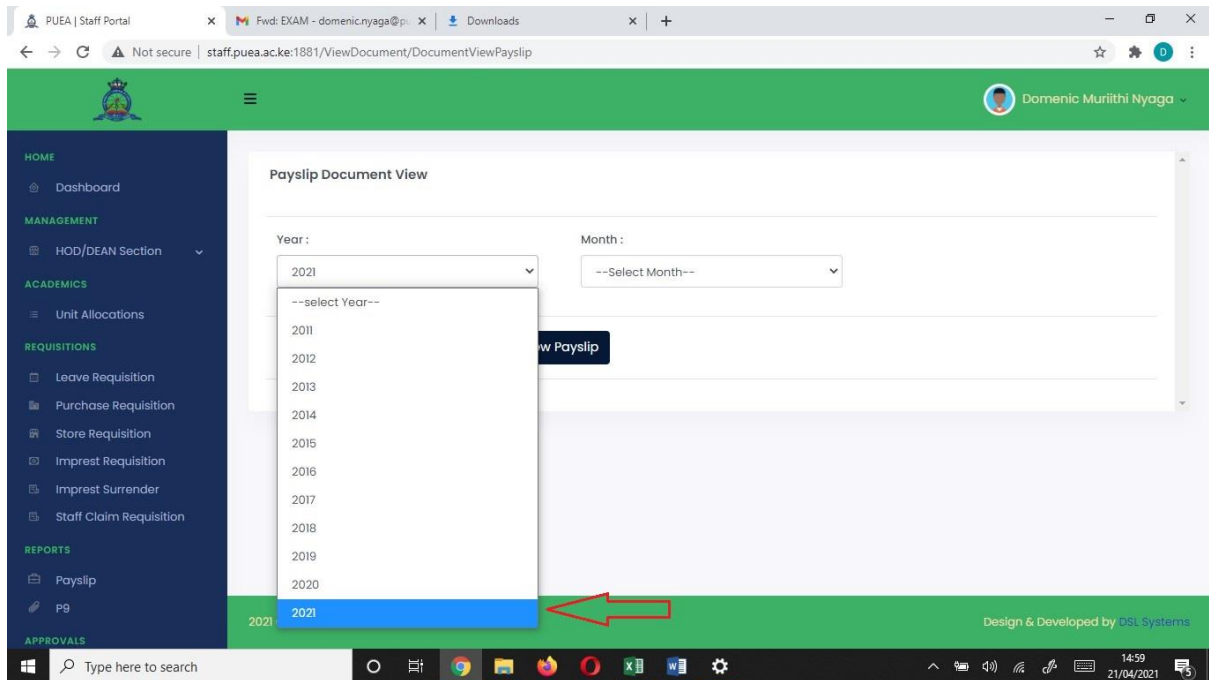 PUEA | Staff Portal
Fwd: EXAM - domenic.nyaga@pu
Downloads
Not secure | staff.puea.ac.ke:1881/ViewDocument/DocumentViewPayslip
D
Domenic Muriithi Nyaga
HOME
Dashboard
MANAGEMENT
HOD/DEAN Section
ACADEMICS
Unit Allocations
REQUISITIONS
Leave Requisition
Purchase Requisition
Store Requisition
Imprest Requisition
Imprest Surrender
Staff Claim Requisition
REPORTS
Payslip
P9
APPROVALS
Payslip Document View
Year :
2021
Month :
--Select Month--
--select Year--
2011
2012
2013
2014
2015
2016
2017
2018
2019
2020
2021
w Payslip
2021
Design & Developed by DSL Systems
Type here to search
14:59
21/04/2021
5